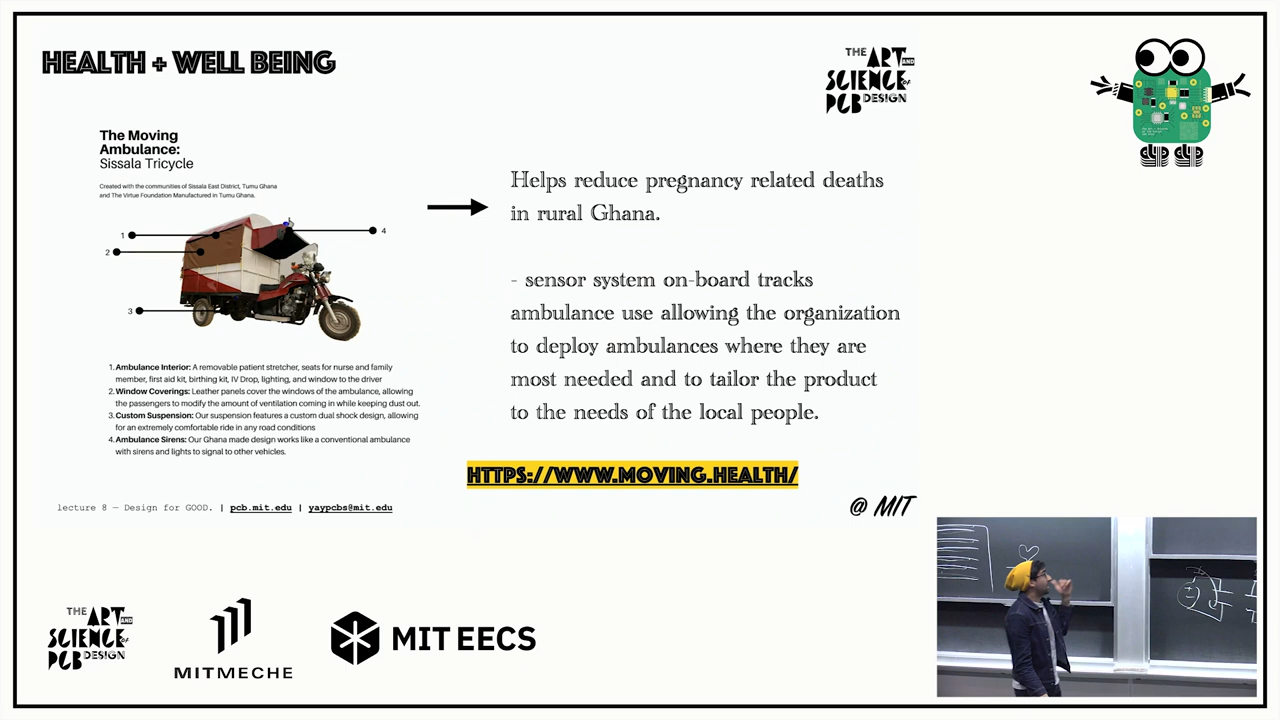 HEALTH + WELL BEING
THE ART AND
SCIENCE OF
PCB DESIGN
The Moving
Ambulance:
Sissala Tricycle
Created with the communities of Sissala East District, Tumu Ghana
and The Virtue Foundation Manufactured in Tumu Ghana.
1
2
3
4
Helps reduce pregnancy related deaths
in rural Ghana.
- sensor system on-board tracks
ambulance use allowing the organization
to deploy ambulances where they are
most needed and to tailor the product
to the needs of the local people.
1. Ambulance Interior: A removable patient stretcher, seats for nurse and family
member, first aid kit, birthing kit, IV Drop, lighting, and window to the driver
2. Window Coverings: Leather panels cover the windows of the ambulance, allowing
the passengers to modify the amount of ventilation coming in while keeping dust out.
3. Custom Suspension: Our suspension features a custom dual shock design, allowing
for an extremely comfortable ride in any road conditions
4. Ambulance Sirens: Our Ghana made design works like a conventional ambulance
with sirens and lights to signal to other vehicles.
HTTPS://WWW.MOVING.HEALTH/
lecture 8 — Design for GOOD. | pcb.mit.edu | yaypcbs@mit.edu
@ MIT
THE ART AND
SCIENCE OF
PCB DESIGN
MITMECHE
MIT EECS